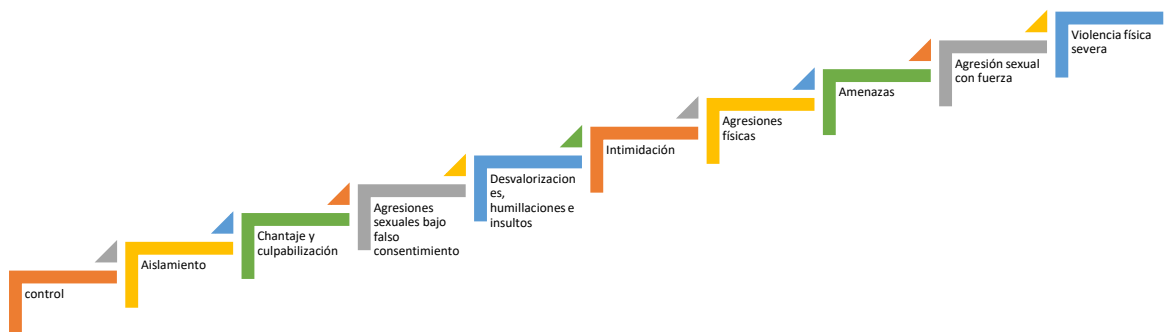 control
Aislamiento
Chantaje y
culpabilización
Agresiones
sexuales bajo
falso
consentimiento
Desvalorizacion
es,
humillaciones e
insultos
Intimidación
Agresiones
físicas
Amenazas
Agresión sexual
con fuerza
Violencia física
severa